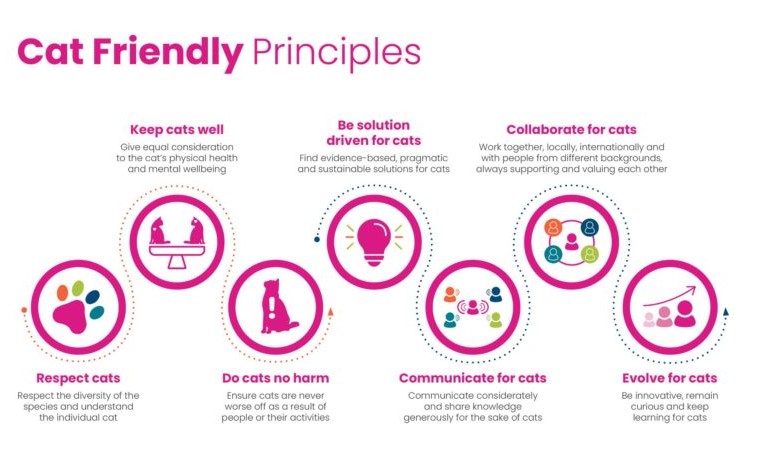 Cat Friendly Principles
Respect cats
Respect the diversity of the
species and understand
the individual cat
Keep cats well
Give equal consideration
to the cat's physical health
and mental wellbeing
Do cats no harm
Ensure cats are never
worse off as a result of
people or their activities
Be solution
driven for cats
Find evidence-based, pragmatic
and sustainable solutions for cats
Communicate for cats
Communicate considerately
and share knowledge
generously for the sake of cats
Collaborate for cats
Work together, locally, internationally and
with people from different backgrounds,
always supporting and valuing each other
Evolve for cats
Be innovative, remain
curious and keep
learning for cats